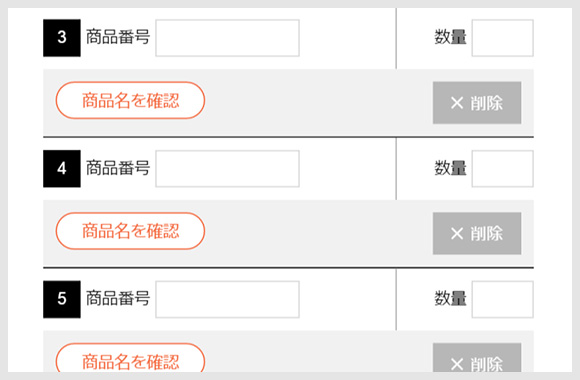 3 商品番号 数量
商品名を確認 × 削除
4 商品番号 数量
商品名を確認 × 削除
5 商品番号 数量
商品名を確認 × 削除